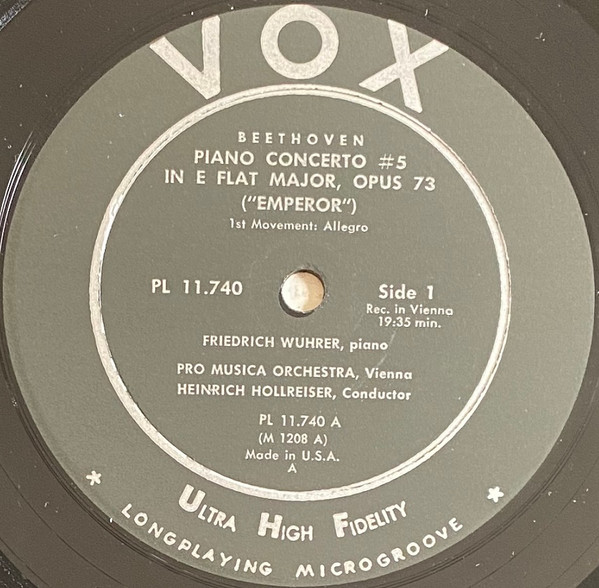 VOX
BEETHOVEN
PIANO CONCERTO #5
IN E FLAT MAJOR, OPUS 73
("EMPEROR")
1st Movement: Allegro
PL 11.740
Side 1
Rec. in Vienna
19:35 min.
FRIEDRICH WUHRER, piano
PRO MUSICA ORCHESTRA, Vienna
HEINRICH HOLLREISER, Conductor
PL 11.740 A
(M 1208 A)
Made in U.S.A.
A
* ULTRA HIGH FIDELITY *
LONGPLAYING MICROGROOVE